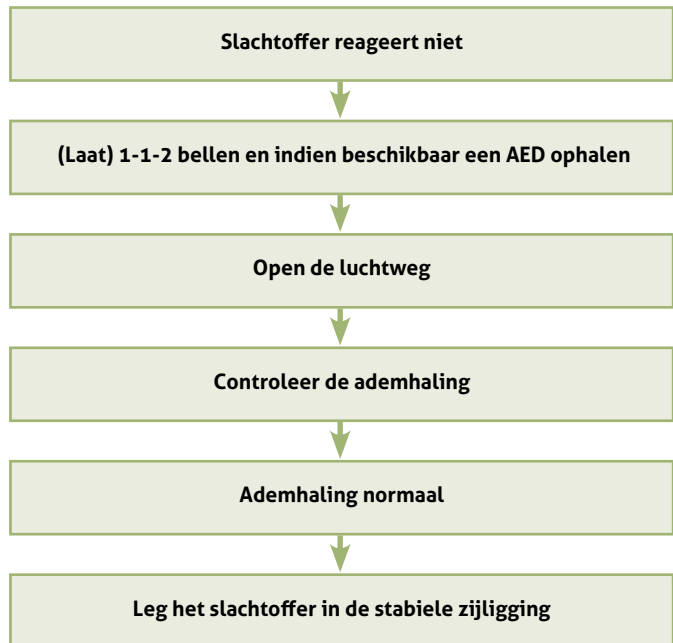 Slachtoffer reageert niet
(Laat) 1-1-2 bellen en indien beschikbaar een AED ophalen
Open de luchtweg
Controleer de ademhaling
Ademhaling normaal
Leg het slachtoffer in de stabiele zijligging